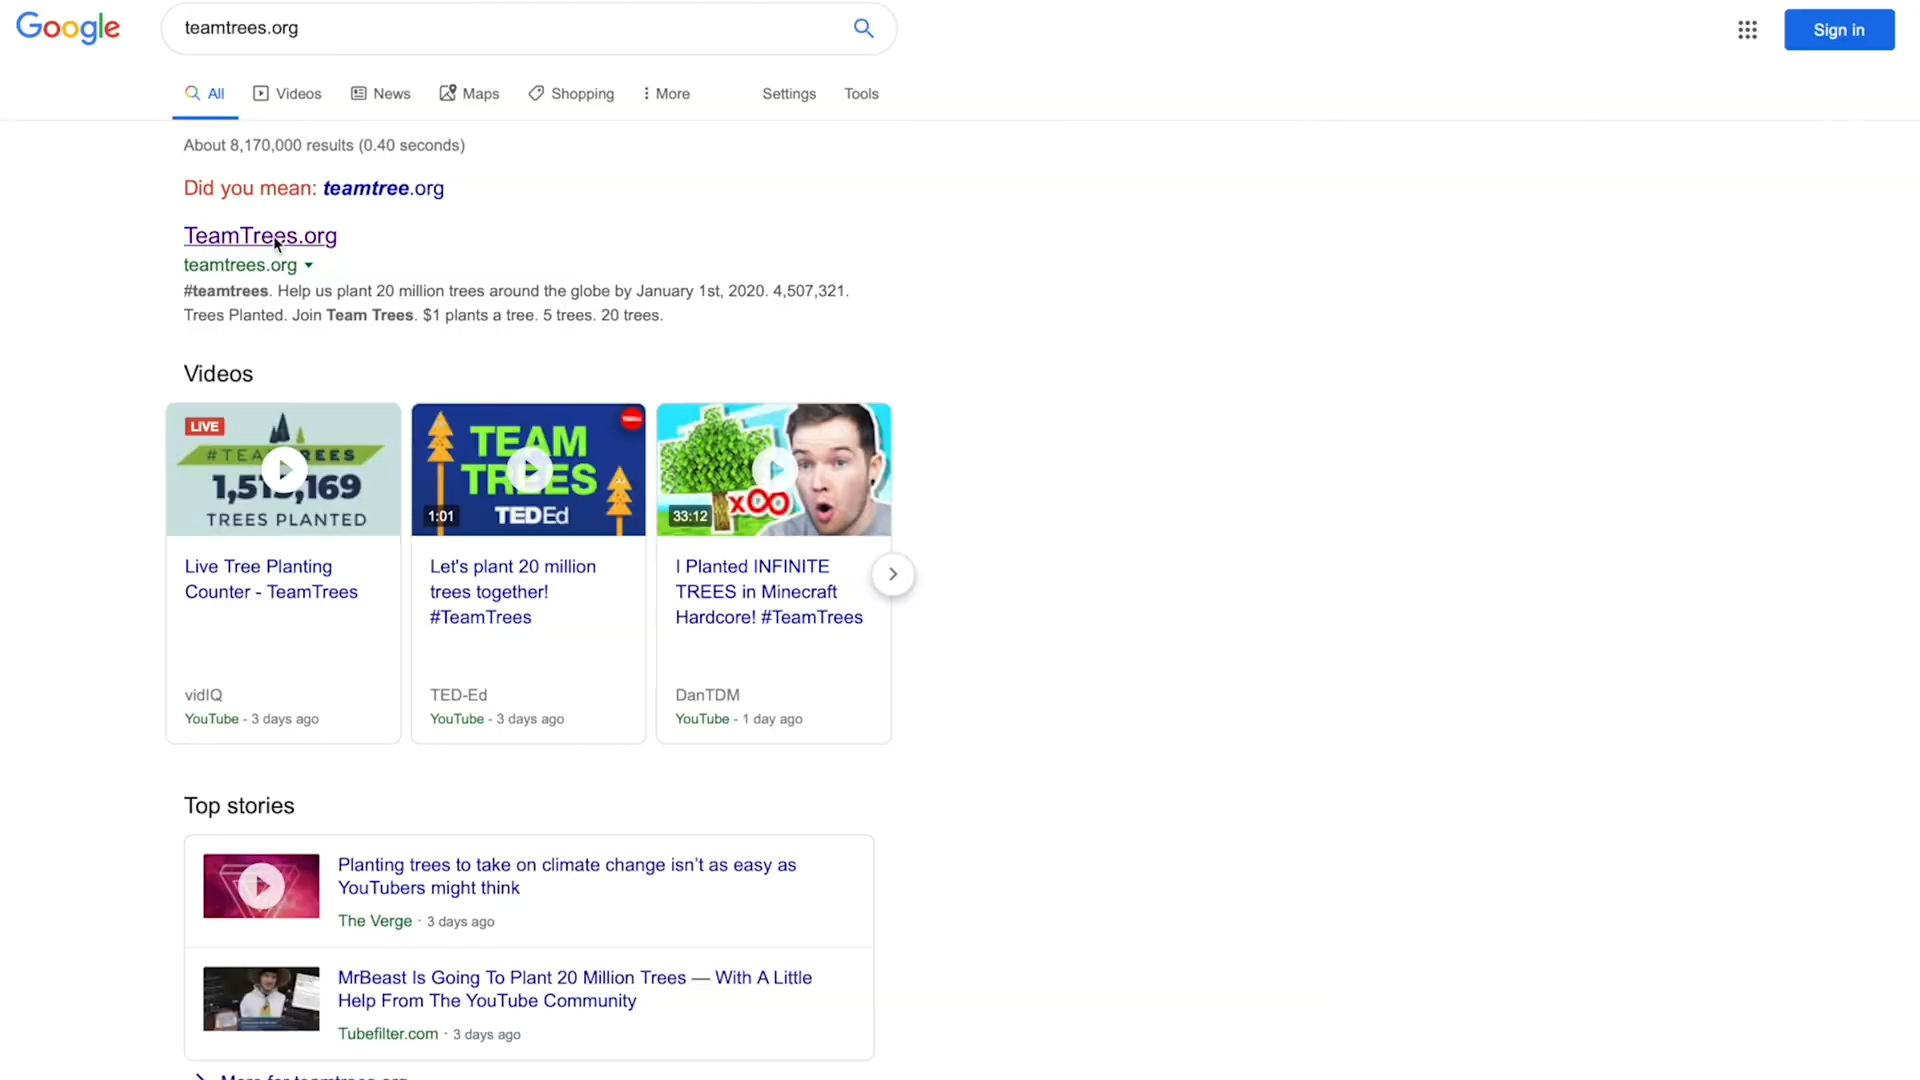 Google
teamtrees.org
Sign in
All
Videos
News
Maps
Shopping
More
Settings
Tools
About 8,170,000 results (0.40 seconds)
Did you mean: teamtree.org
TeamTrees.org
teamtrees.org
#teamtrees. Help us plant 20 million trees around the globe by January 1st, 2020. 4,507,321.
Trees Planted. Join Team Trees. $1 plants a tree. 5 trees. 20 trees.
Videos
LIVE
TREES PLANTED
Live Tree Planting
Counter - TeamTrees
vidIQ
YouTube - 3 days ago
TEAM
TREES
1:01
TEDEd
Let's plant 20 million
trees together!
#TeamTrees
TED-Ed
YouTube - 3 days ago
x∞
33:12
I Planted INFINITE
TREES in Minecraft
Hardcore! #TeamTrees
DanTDM
YouTube - 1 day ago
Top stories
Planting trees to take on climate change isn't as easy as
YouTubers might think
The Verge · 3 days ago
MrBeast Is Going To Plant 20 Million Trees — With A Little
Help From The YouTube Community
Tubefilter.com · 3 days ago
More for teamtrees.org